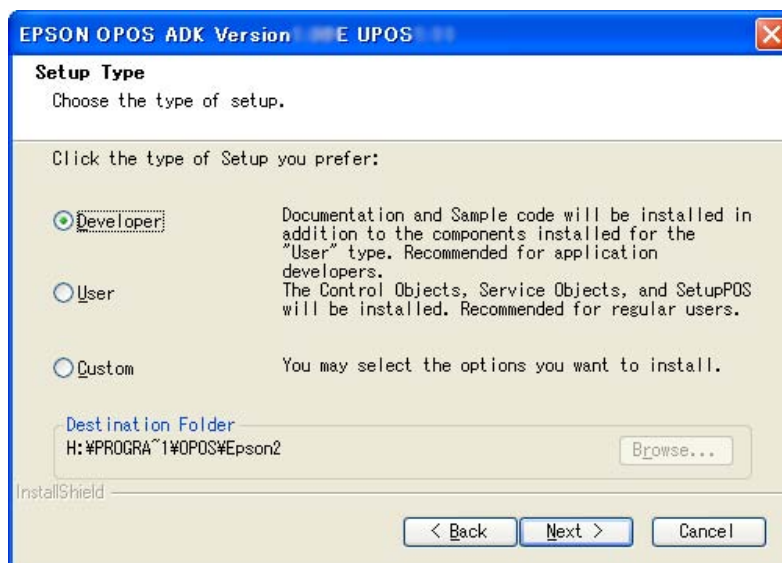 EPSON OPOS ADK Version E UPOS
Setup Type
Choose the type of setup.
Click the type of Setup you prefer:
Developer
Documentation and Sample code will be installed in
addition to the components installed for the
"User" type. Recommended for application
developers.
User
The Control Objects, Service Objects, and SetupPOS
will be installed. Recommended for regular users.
Custom
You may select the options you want to install.
Destination Folder
H:¥PROGRA~1¥OPOS¥Epson2
Browse...
InstallShield
< Back
Next >
Cancel